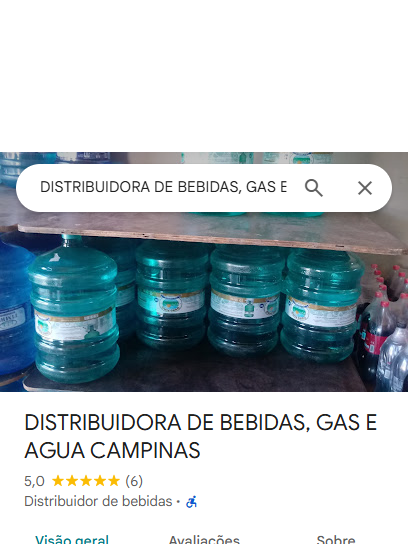 DISTRIBUIDORA DE BEBIDAS, GAS E
DISTRIBUIDORA DE BEBIDAS, GAS E
AGUA CAMPINAS
5,0 (6)
Distribuidor de bebidas ·
Visão geral Avaliações Sobre